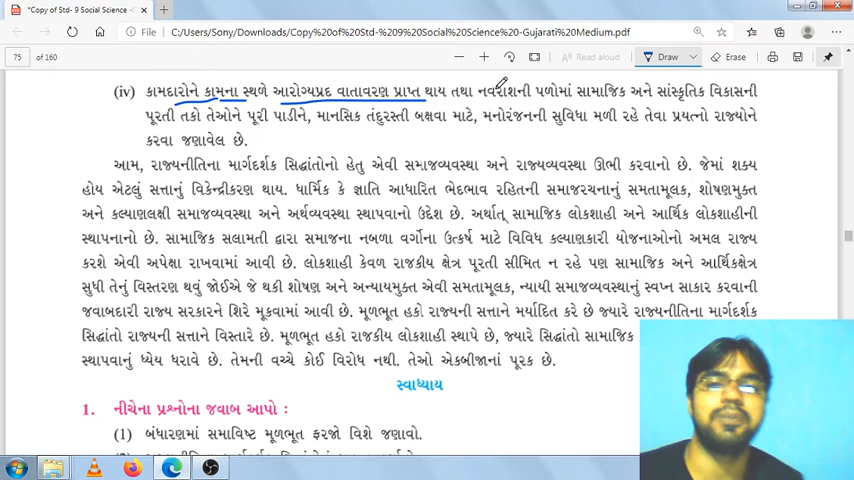 *Copy of Std- 9 Social Science -
File
C:/Users/Sony/Downloads/Copy%20of%20Std-%209%20Social%20Science%20-Gujarati%20Medium.pdf
75 of 160
Read aloud
Draw
Erase
(iv) કામદારોને કામના સ્થળે આરોગ્યપ્રદ વાતાવરણ પ્રાપ્ત થાય તથા નવરાશની પળોમાં સામાજિક અને સાંસ્કૃતિક વિકાસની
પૂરતી તકો તેઓને પૂરી પાડીને, માનસિક તંદુરસ્તી બક્ષવા માટે, મનોરંજનની સુવિધા મળી રહે તેવા પ્રયત્નો રાજ્યોને
કરવા જણાવેલ છે.
આમ, રાજ્યનીતિના માર્ગદર્શક સિદ્ધાંતોનો હેતુ એવી સમાજવ્યવસ્થા અને રાજ્યવ્યવસ્થા ઊભી કરવાનો છે. જેમાં શક્ય
હોય એટલું સત્તાનું વિકેન્દ્રીકરણ થાય. ધાર્મિક કે જ્ઞાતિ આધારિત ભેદભાવ રહિતની સમાજરચનાનું સમતામૂલક, શોષણમુક્ત
અને કલ્યાણલક્ષી સમાજવ્યવસ્થા અને અર્થવ્યવસ્થા સ્થાપવાનો ઉદેશ છે. અર્થાત્ સામાજિક લોકશાહી અને આર્થિક લોકશાહીની
સ્થાપનાનો છે. સામાજિક સલામતી દ્વારા સમાજના નબળા વર્ગોના ઉત્કર્ષ માટે વિવિધ કલ્યાણકારી યોજનાઓનો અમલ રાજ્ય
કરશે એવી અપેક્ષા રાખવામાં આવી છે. લોકશાહી કેવળ રાજકીય ક્ષેત્ર પૂરતી સીમિત ન રહે પણ સામાજિક અને આર્થિકક્ષેત્ર
સુધી તેનું વિસ્તરણ થવું જોઈએ જે થકી શોષણ અને અન્યાયમુક્ત એવી સમતામૂલક, ન્યાયી સમાજવ્યવસ્થાનું સ્વપ્ન સાકાર કરવાની
જવાબદારી રાજ્ય સરકારને શિરે મૂકવામાં આવી છે. મૂળભૂત હકો રાજ્યની સત્તાને મર્યાદિત કરે છે જ્યારે રાજ્યનીતિના માર્ગદર્શક
સિદ્ધાંતો રાજ્યની સત્તાને વિસ્તારે છે. મૂળભૂત હકો રાજકીય લોકશાહી સ્થાપે છે, જ્યારે સિદ્ધાંતો સામાજિક
સ્થાપવાનું ધ્યેય ધરાવે છે. તેમની વચ્ચે કોઈ વિરોધ નથી. તેઓ એકબીજાનાં પૂરક છે.
સ્વાધ્યાય
1. નીચેના પ્રશ્નોના જવાબ આપો :
(1) બંધારણમાં સમાવિષ્ટ મૂળભૂત ફરજો વિશે જણાવો.